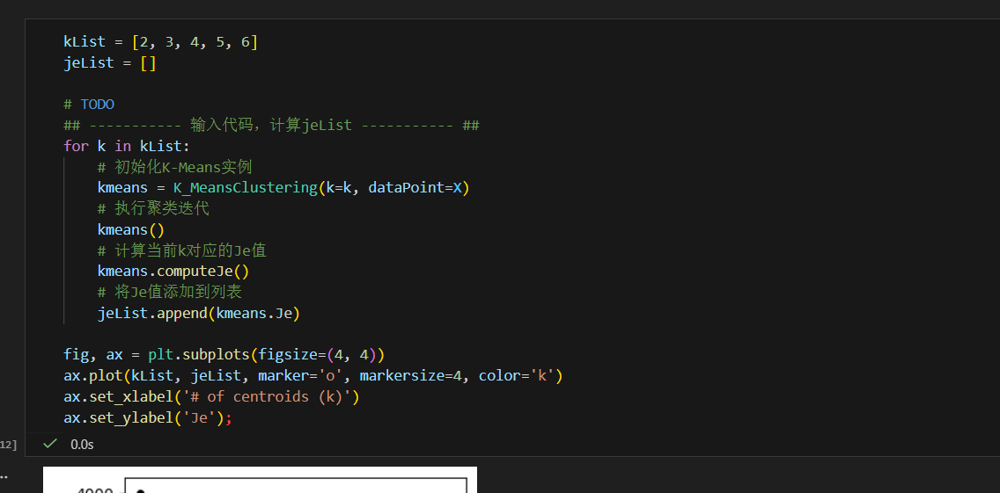 kList = [2, 3, 4, 5, 6]
jeList = []
# TODO
## ----------- 输入代码，计算jeList ----------- ##
for k in kList:
    # 初始化K-Means实例
    kmeans = K_MeansClustering(k=k, dataPoint=X)
    # 执行聚类迭代
    kmeans()
    # 计算当前k对应的Je值
    kmeans.computeJe()
    # 将Je值添加到列表
    jeList.append(kmeans.Je)
fig, ax = plt.subplots(figsize=(4, 4))
ax.plot(kList, jeList, marker='o', markersize=4, color='k')
ax.set_xlabel('# of centroids (k)')
ax.set_ylabel('Je');
12] 0.0s
4000